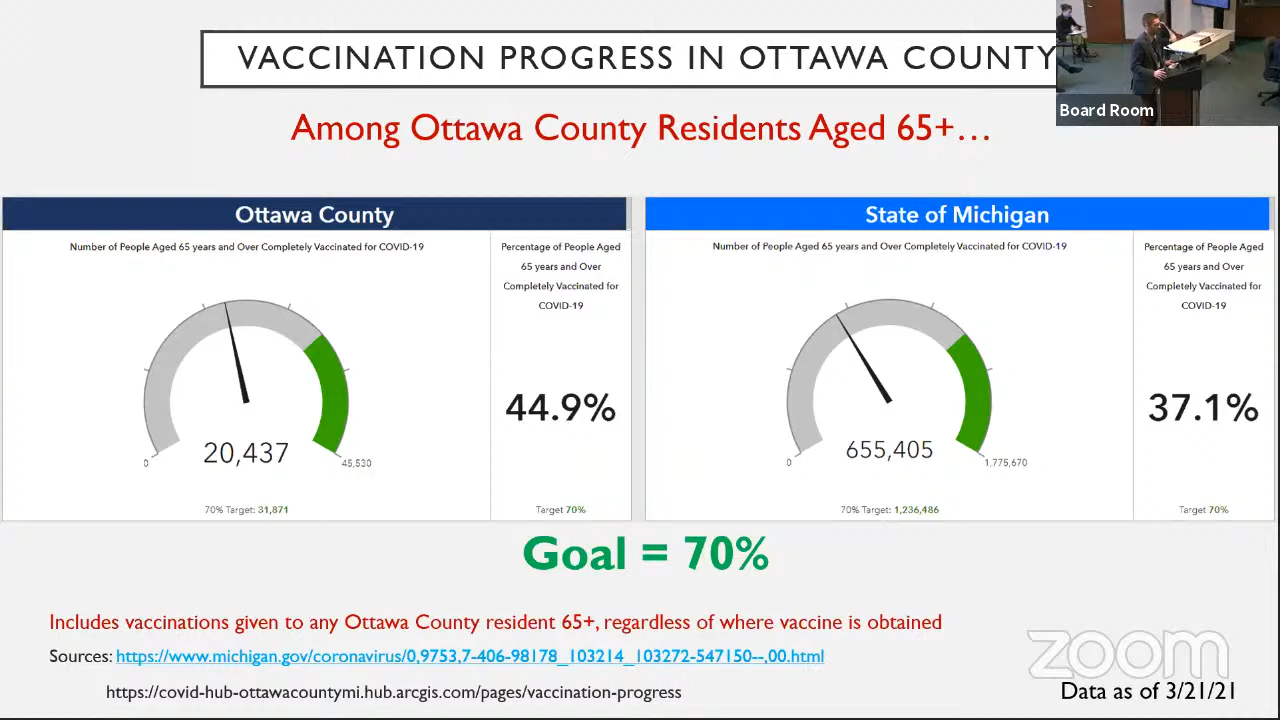 VACCINATION PROGRESS IN OTTAWA COUNTY
Board Room
Among Ottawa County Residents Aged 65+...
Ottawa County
Number of People Aged 65 years and Over Completely Vaccinated for COVID-19
20,437
0
45,530
70% Target: 31,871
Percentage of People Aged
65 years and Over
Completely Vaccinated for
COVID-19
44.9%
Target 70%
State of Michigan
Number of People Aged 65 years and Over Completely Vaccinated for COVID-19
655,405
0
1,775,670
70% Target: 1,236,486
Percentage of People Aged
65 years and Over
Completely Vaccinated for
COVID-19
37.1%
Target 70%
Goal = 70%
Includes vaccinations given to any Ottawa County resident 65+, regardless of where vaccine is obtained
Sources: https://www.michigan.gov/coronavirus/0,9753,7-406-98178_103214_103272-547150--,00.html
https://covid-hub-ottawacountymi.hub.arcgis.com/pages/vaccination-progress
zoom
Data as of 3/21/21